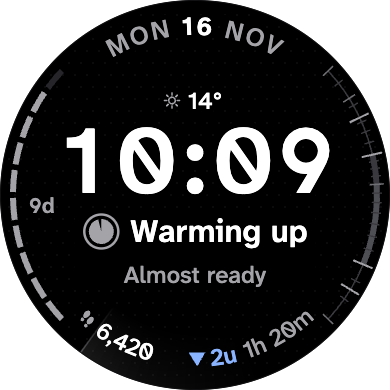 MON 16 NOV
14°
10:09
9d
Warming up
Almost ready
6,420
▼2u 1h 20m